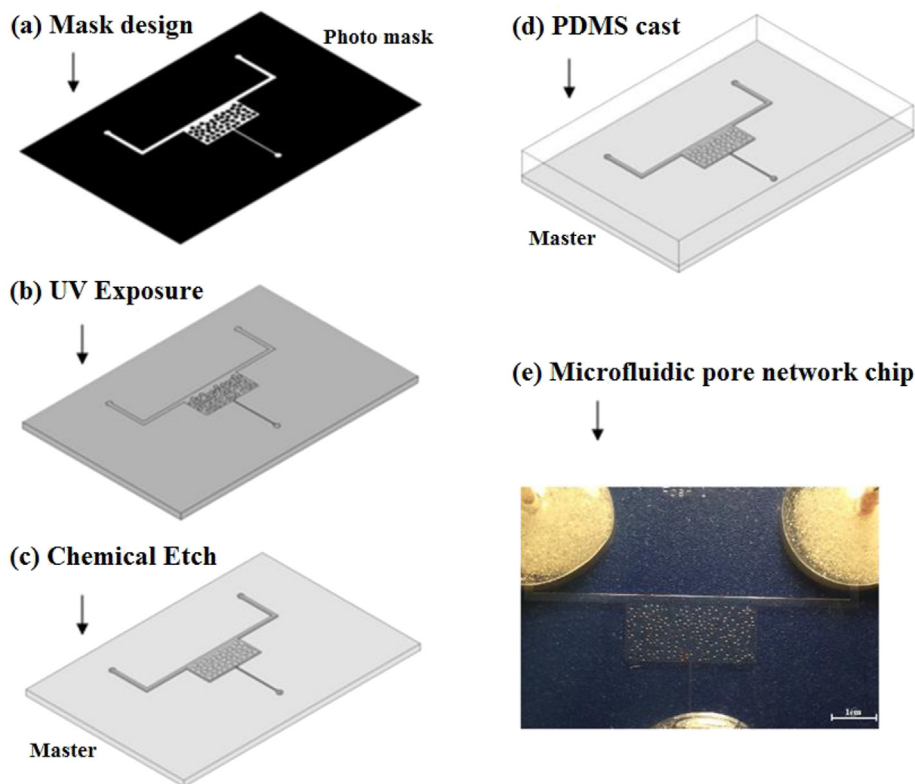 (a) Mask design
Photo mask
(b) UV Exposure
(c) Chemical Etch
Master
(d) PDMS cast
Master
(e) Microfluidic pore network chip
1cm